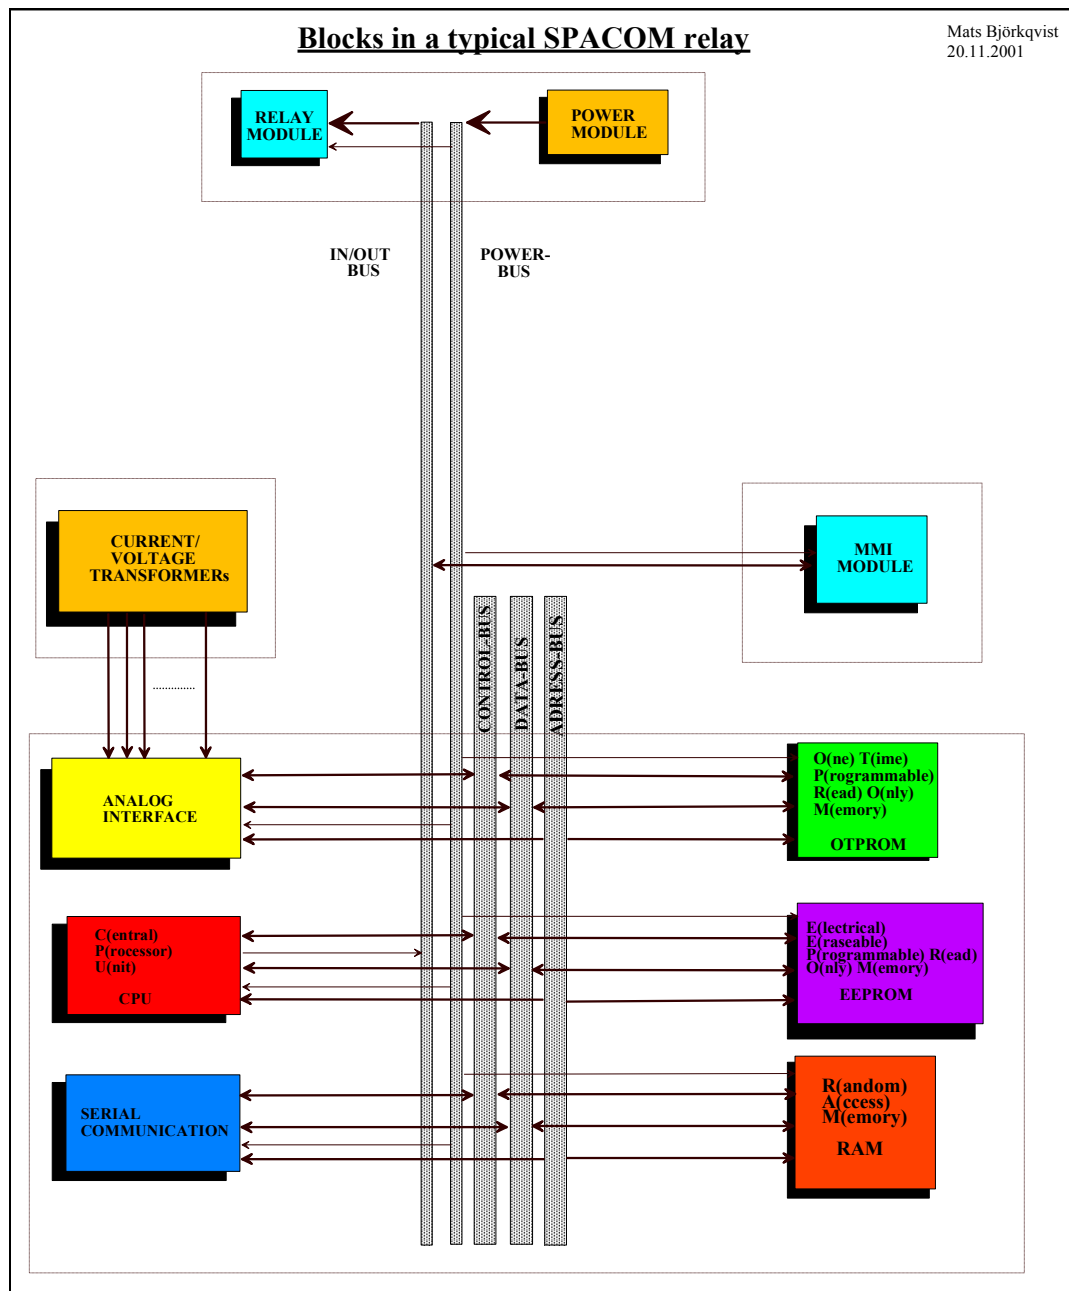 Blocks in a typical SPACOM relay
Mats Björkqvist
20.11.2001
RELAY
MODULE
POWER
MODULE
IN/OUT
BUS
POWER-
BUS
CURRENT/
VOLTAGE
TRANSFORMERs
MMI
MODULE
CONTROL-BUS
DATA-BUS
ADRESS-BUS
ANALOG
INTERFACE
O(ne) T(ime)
P(rogrammable)
R(ead) O(nly)
M(emory)
OTPROM
C(entral)
P(rocessor)
U(nit)
CPU
E(lectrical)
E(raseable)
P(rogrammable) R(ead)
O(nly) M(emory)
EEPROM
SERIAL
COMMUNICATION
R(andom)
A(ccess)
M(emory)
RAM